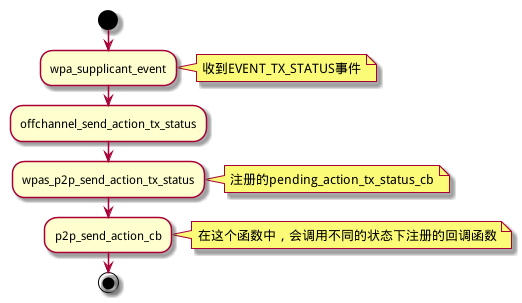 wpa_supplicant_event
收到EVENT_TX_STATUS事件
offchannel_send_action_tx_status
wpas_p2p_send_action_tx_status
注册的pending_action_tx_status_cb
p2p_send_action_cb
在这个函数中，会调用不同的状态下注册的回调函数